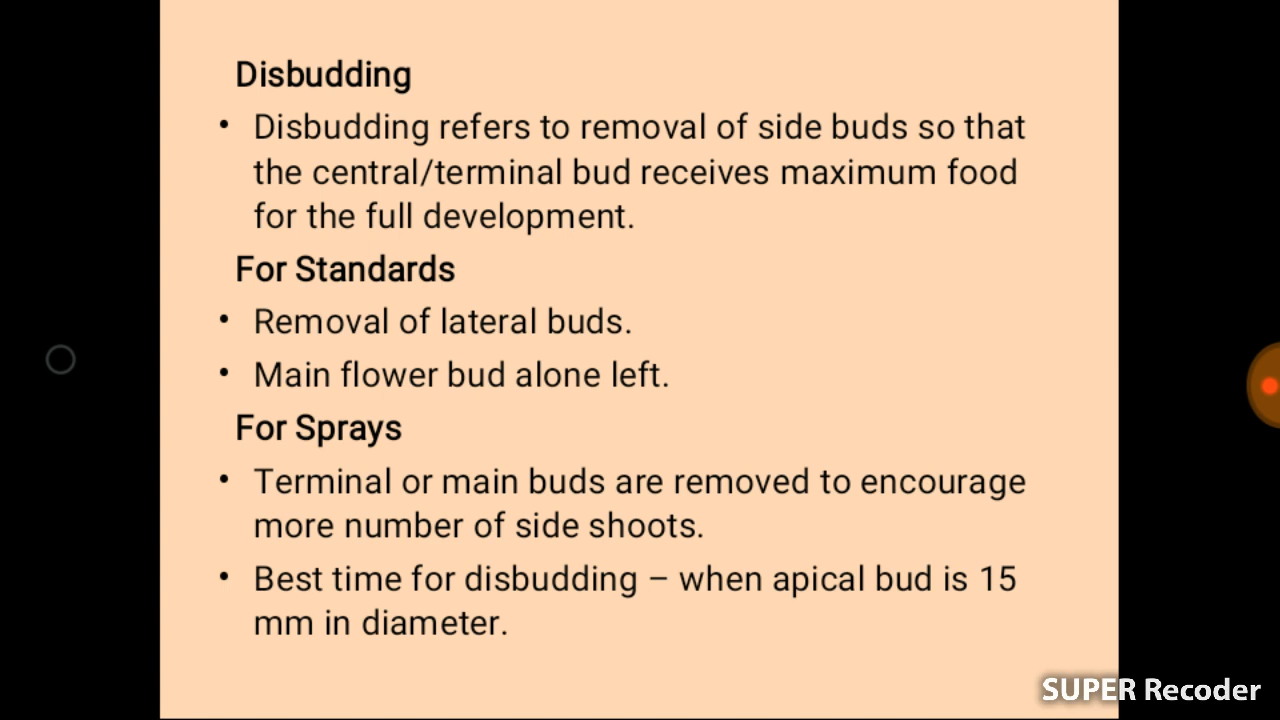 Disbudding
• Disbudding refers to removal of side buds so that
the central/terminal bud receives maximum food
for the full development.
For Standards
• Removal of lateral buds.
• Main flower bud alone left.
For Sprays
• Terminal or main buds are removed to encourage
more number of side shoots.
• Best time for disbudding – when apical bud is 15
mm in diameter.
SUPER Recoder